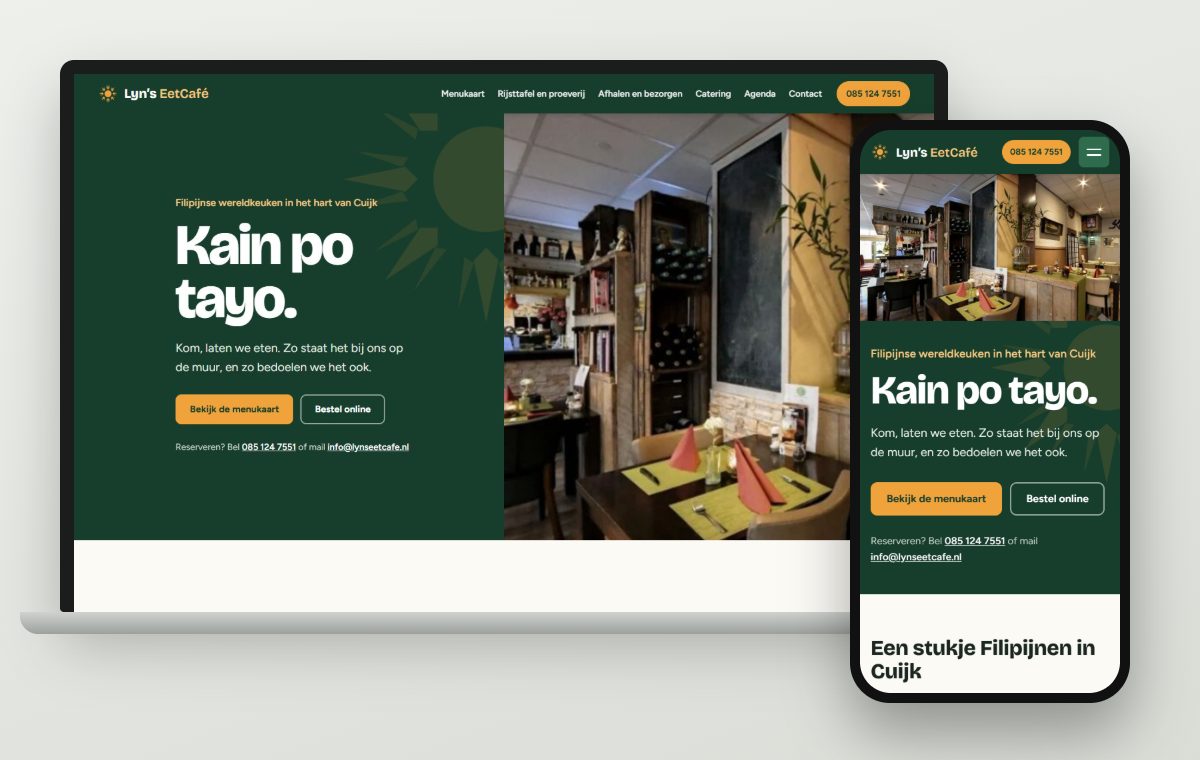 Lyn's EetCafé
Menukaart Rijsttafel en proeverij Afhalen en bezorgen Catering Agenda Contact 085 124 7551
Filipijnse wereldkeuken in het hart van Cuijk
Kain po
tayo.
Kom, laten we eten. Zo staat het bij ons op
de muur, en zo bedoelen we het ook.
Bekijk de menukaart Bestel online
Reserveren? Bel 085 124 7551 of mail info@lynseetcafe.nl
Lyn's EetCafé 085 124 7551
Filipijnse wereldkeuken in het hart van Cuijk
Kain po tayo.
Kom, laten we eten. Zo staat het bij ons op
de muur, en zo bedoelen we het ook.
Bekijk de menukaart Bestel online
Reserveren? Bel 085 124 7551 of mail
info@lynseetcafe.nl
Een stukje Filipijnen in
Cuijk